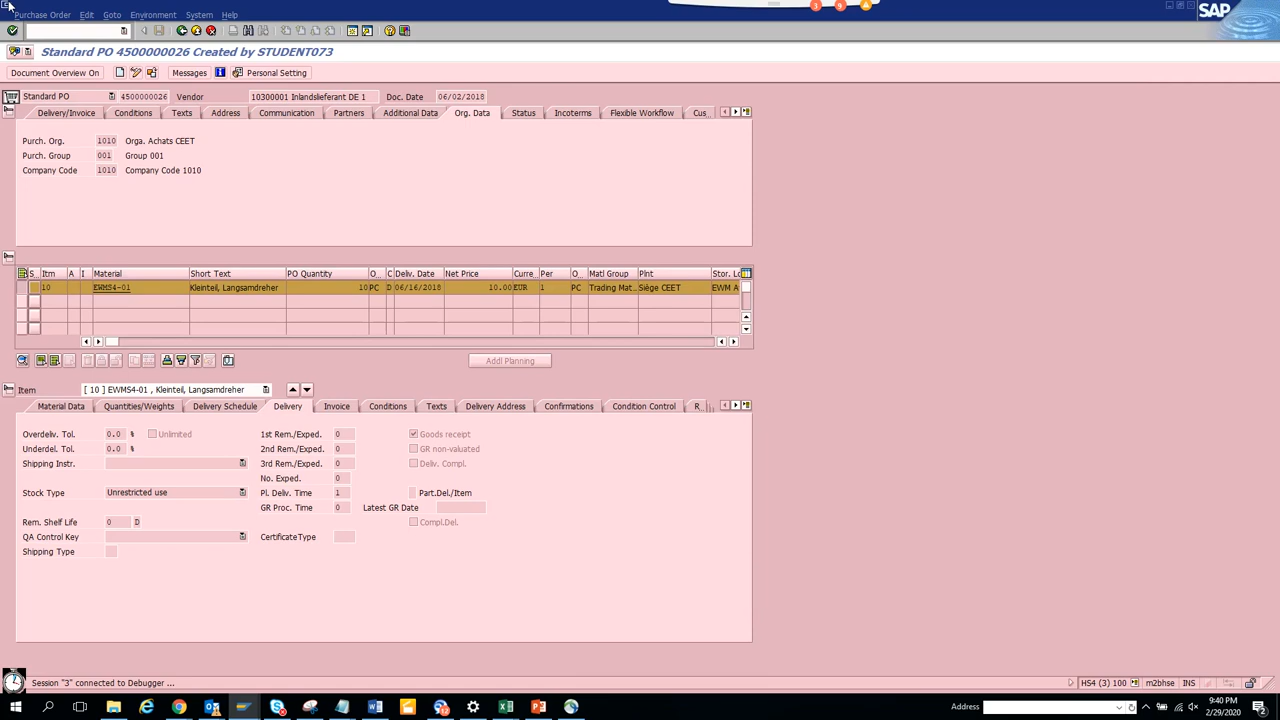 Purchase Order Edit Goto Environment System Help
SAP
3 9
Standard PO 4500000026 Created by STUDENT073
Document Overview On Messages Personal Setting
Standard PO 4500000026 Vendor 10300001 Inlandslieferant DE 1 Doc. Date 06/02/2018
Delivery/Invoice Conditions Texts Address Communication Partners Additional Data Org. Data Status Incoterms Flexible Workflow Cus...
Purch. Org. 1010 Orga. Achats CEET
Purch. Group 001 Group 001
Company Code 1010 Company Code 1010
S... Itm A I Material Short Text PO Quantity O... C Deliv. Date Net Price Curre... Per O... Matl Group Plnt Stor. Lo
10 EWMS4-01 Kleinteil, Langsamdreher 10 PC D 06/16/2018 10.00 EUR 1 PC Trading Mat... Siège CEET EWM A
Addl Planning
Item [ 10 ] EWMS4-01 , Kleinteil, Langsamdreher
Material Data Quantities/Weights Delivery Schedule Delivery Invoice Conditions Texts Delivery Address Confirmations Condition Control R...
Overdeliv. Tol. 0.0 % Unlimited 1st Rem./Exped. 0 Goods receipt
Underdel. Tol. 0.0 % 2nd Rem./Exped. 0 GR non-valuated
Shipping Instr. 3rd Rem./Exped. 0 Deliv. Compl.
No. Exped. 0
Stock Type Unrestricted use Pl. Deliv. Time 1 Part.Del./Item
GR Proc. Time 0 Latest GR Date
Rem. Shelf Life 0 D Compl.Del.
QA Control Key CertificateType
Shipping Type
Session "3" connected to Debugger ... HS4 (3) 100 m2bhse INS
Address 9:40 PM
2/29/2020